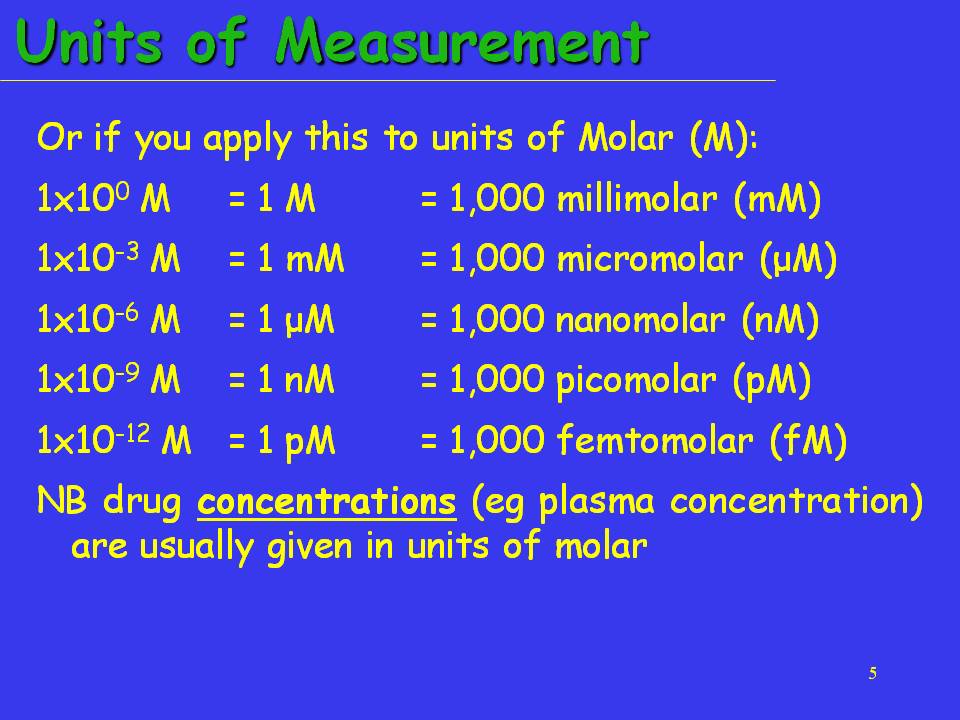 Units of Measurement
Or if you apply this to units of Molar (M):
1x10⁰ M = 1 M = 1,000 millimolar (mM)
1x10⁻³ M = 1 mM = 1,000 micromolar (µM)
1x10⁻⁶ M = 1 µM = 1,000 nanomolar (nM)
1x10⁻⁹ M = 1 nM = 1,000 picomolar (pM)
1x10⁻¹² M = 1 pM = 1,000 femtomolar (fM)
NB drug concentrations (eg plasma concentration)
are usually given in units of molar
5